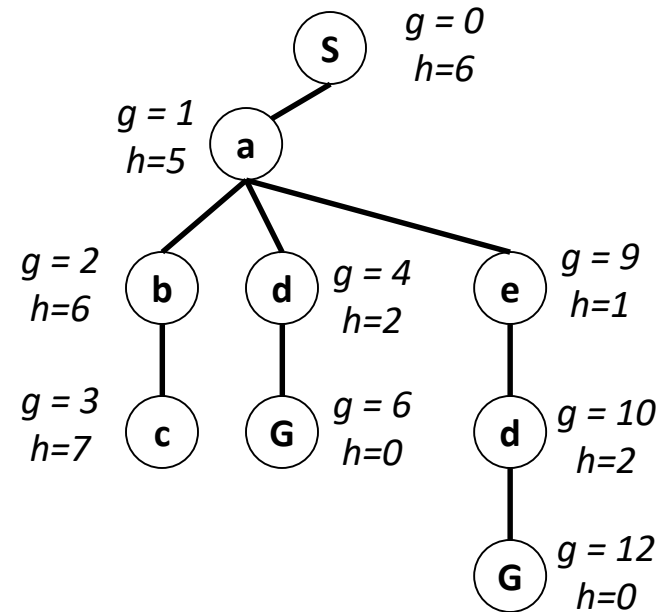 S
g = 0
h=6
g = 1
h=5
a
g = 2
h=6
b
d
g = 4
h=2
e
g = 9
h=1
g = 3
h=7
c
G
g = 6
h=0
d
g = 10
h=2
G
g = 12
h=0